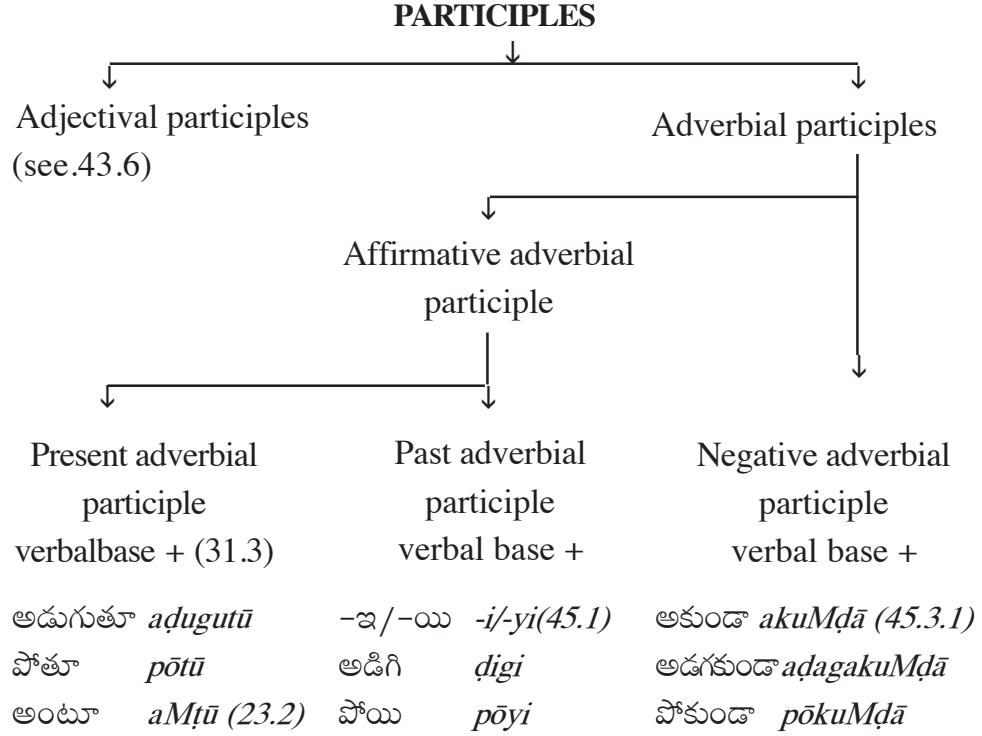 PARTICIPLES
Adjectival participles
(see.43.6)
Adverbial participles
Affirmative adverbial
participle
Present adverbial
participle
verbalbase + (31.3)
Past adverbial
participle
verbal base +
Negative adverbial
participle
verbal base +
అడుగుతూ aḍugutū -ఇ/-యి -i/-yi(45.1) అకుండా akuMḍā (45.3.1)
పోతూ pōtū అడిగి ḍigi అడగకుండా aḍagakuMḍā
అంటూ aMṭū (23.2) పోయి pōyi పోకుండా pōkuMḍā